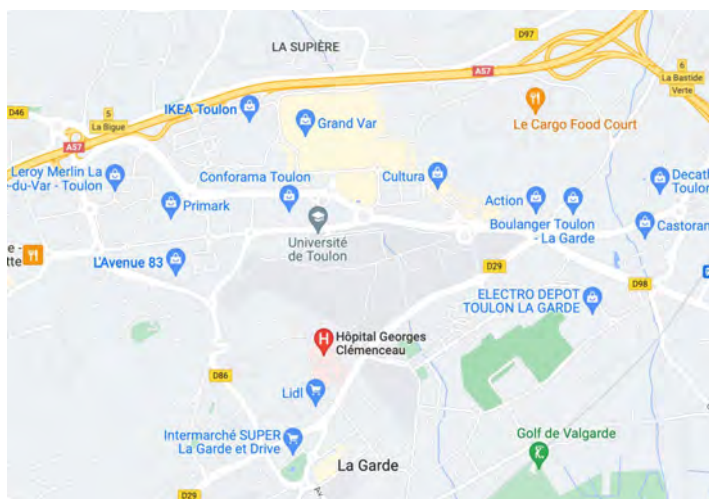 LA SUPIÈRE
D97
A57
6
La Bastide
Verte
D46
5
La Bigue
A57
IKEA Toulon
Grand Var
Le Cargo Food Court
Leroy Merlin La
-du-Var - Toulon
Primark
Conforama Toulon
Cultura
Action
Decath
Toulon
Université
de Toulon
Boulanger Toulon
- La Garde
Castoram
L'Avenue 83
D29
D98
ELECTRO DEPOT
TOULON LA GARDE
Hôpital Georges
Clémenceau
D86
Lidl
Intermarché SUPER
La Garde et Drive
La Garde
Golf de Valgarde
D29